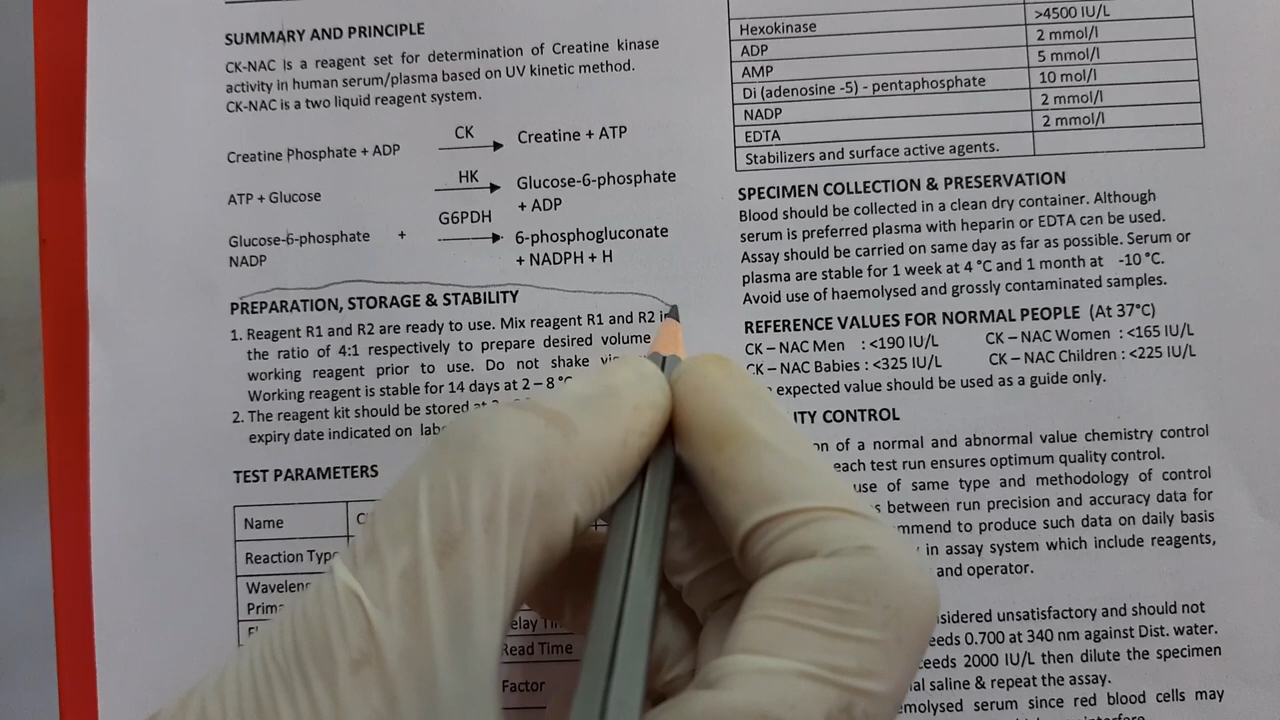 SUMMARY AND PRINCIPLE
CK-NAC Is a reagent set for determination of Creatine kinase
activity in human serum/plasma based on UV kinetic method.
CK-NAC is a two liquid reagent system.
CK
Creatine Phosphate + ADP
Creatine + ATP
HK
ATP + Glucose
Glucose-6-phosphate
+ ADP
G6PDH
Glucose-6-phosphate +
NADP
6-phosphogluconate
+ NADPH + H
PREPARATION, STORAGE & STABILITY
1. Reagent R1 and R2 are ready to use. Mix reagent R1 and R2 in
the ratio of 4:1 respectively to prepare desired volume
working reagent prior to use. Do not shake
Working reagent is stable for 14 days at 2 – 8 °C
2. The reagent kit should be stored at
expiry date indicated on
TEST PARAMETERS
Name
Reaction Type
Read Time
Factor
>4500 IU/L
Hexokinase
2 mmol/l
ADP
5 mmol/l
AMP
10 mol/l
Di (adenosine -5) - pentaphosphate
2 mmol/l
NADP
2 mmol/l
EDTA
Stabilizers and surface active agents.
SPECIMEN COLLECTION & PRESERVATION
Blood should be collected in a clean dry container. Although
serum is preferred plasma with heparin or EDTA can be used.
Assay should be carried on same day as far as possible. Serum or
plasma are stable for 1 week at 4 °C and 1 month at -10 °C.
Avoid use of haemolysed and grossly contaminated samples.
REFERENCE VALUES FOR NORMAL PEOPLE (At 37°C)
CK – NAC Men : <190 IU/L CK – NAC Women : <165 IU/L
CK – NAC Babies : <325 IU/L CK – NAC Children : <225 IU/L
expected value should be used as a guide only.
CONTROL
of a normal and abnormal value chemistry control
each test run ensures optimum quality control.
use of same type and methodology of control
between run precision and accuracy data for
to produce such data on daily basis
in assay system which include reagents,
and operator.
unsatisfactory and should not
0.700 at 340 nm against Dist. water.
2000 IU/L then dilute the specimen
saline & repeat the assay.
serum since red blood cells may